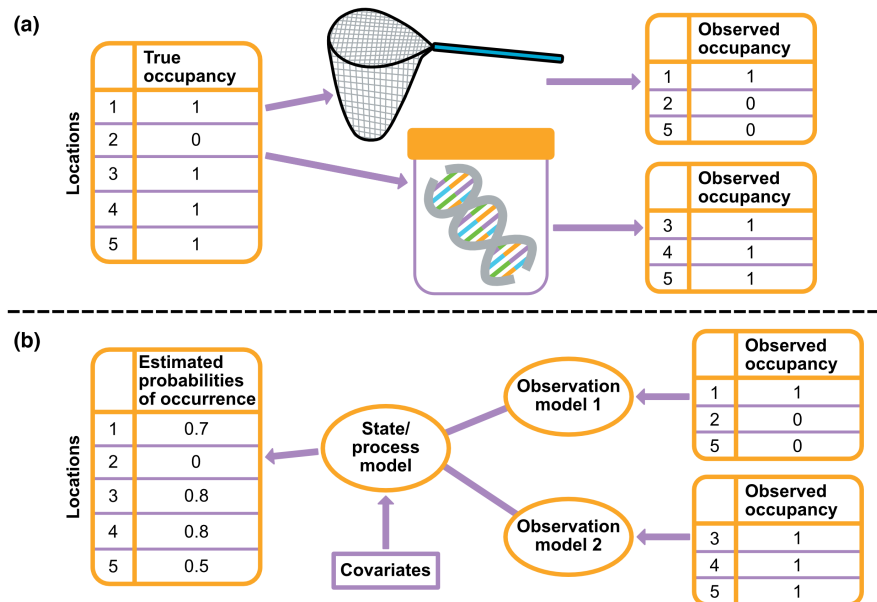 (a)
Locations
True
occupancy
1 1
2 0
3 1
4 1
5 1
Observed
occupancy
1 1
2 0
5 0
Observed
occupancy
3 1
4 1
5 1
(b)
Locations
Estimated
probabilities
of occurrence
1 0.7
2 0
3 0.8
4 0.8
5 0.5
State/
process
model
Covariates
Observation
model 1
Observation
model 2
Observed
occupancy
1 1
2 0
5 0
Observed
occupancy
3 1
4 1
5 1